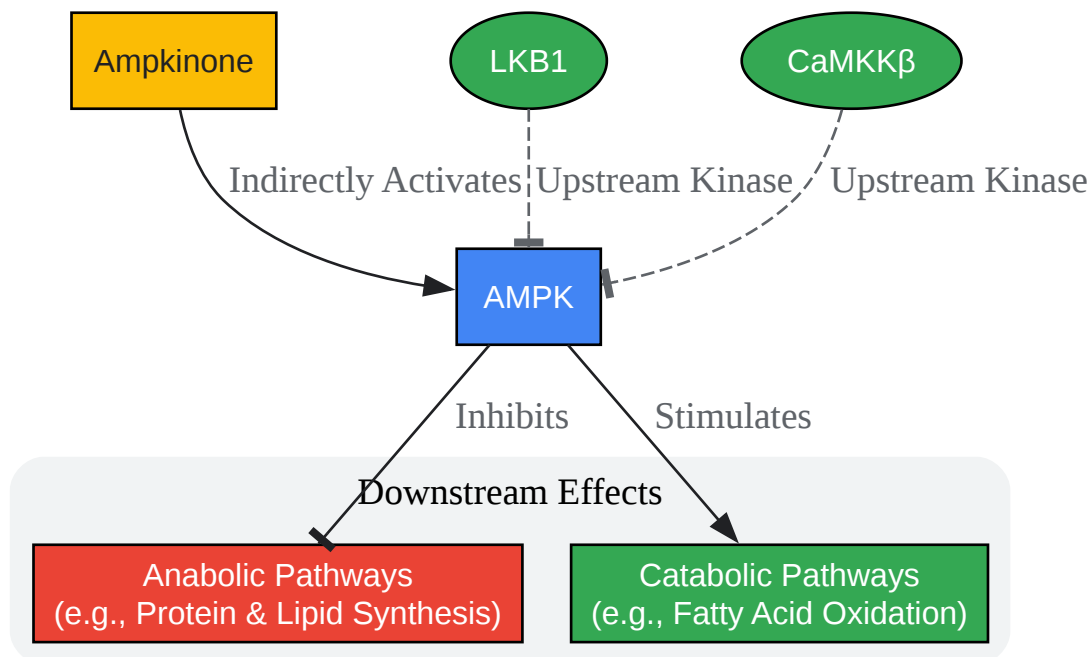 Ampkinone
LKB1
CaMKKβ
Indirectly Activates
Upstream Kinase
Upstream Kinase
AMPK
Inhibits
Stimulates
Downstream Effects
Anabolic Pathways
(e.g., Protein & Lipid Synthesis)
Catabolic Pathways
(e.g., Fatty Acid Oxidation)